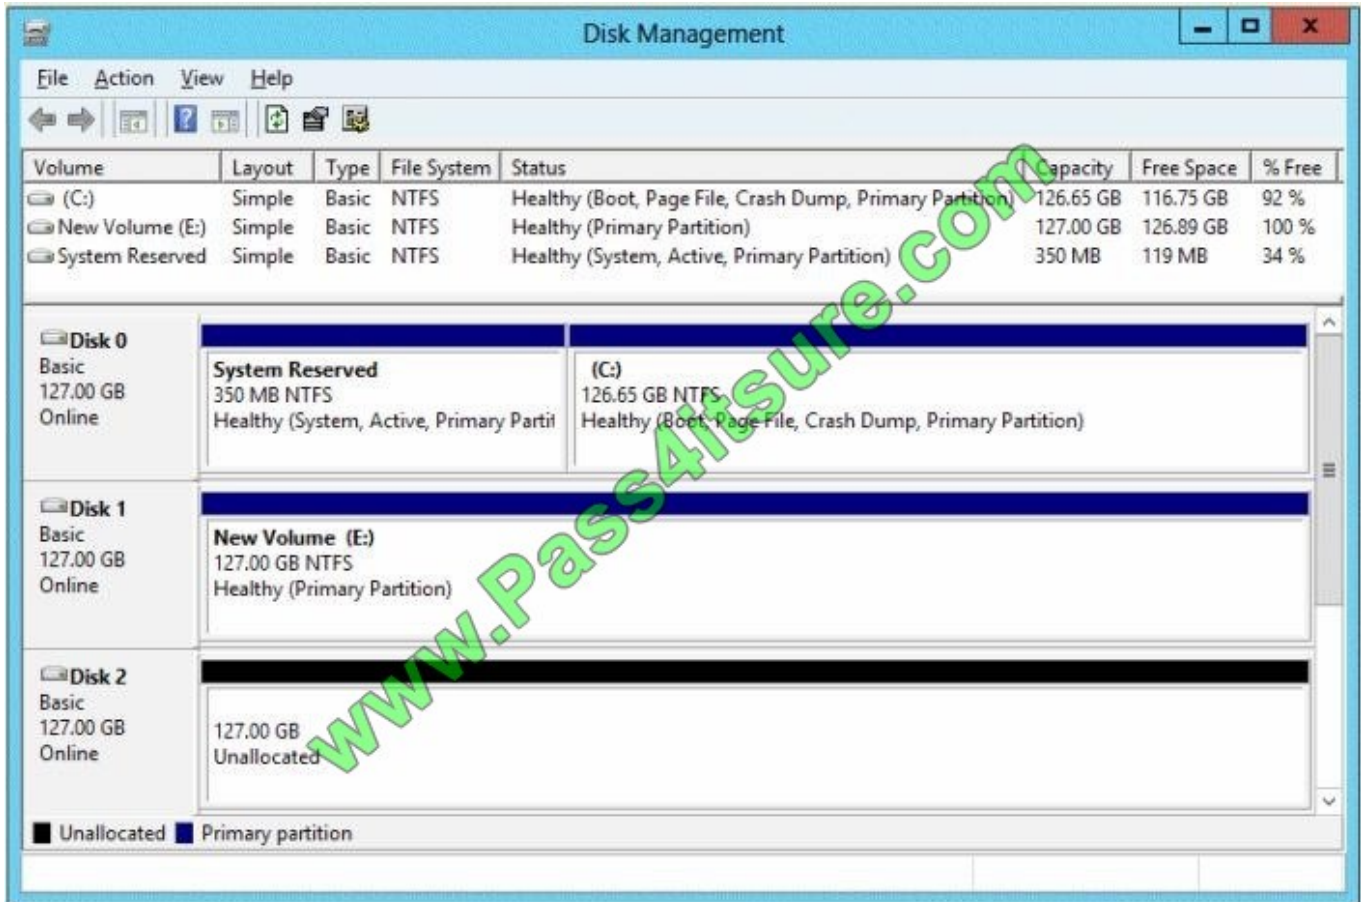 Disk Management
File Action View Help
Volume Layout Type File System Status Capacity Free Space % Free
(C:) Simple Basic NTFS Healthy (Boot, Page File, Crash Dump, Primary Partition) 126.65 GB 116.75 GB 92 %
New Volume (E:) Simple Basic NTFS Healthy (Primary Partition) 127.00 GB 126.89 GB 100 %
System Reserved Simple Basic NTFS Healthy (System, Active, Primary Partition) 350 MB 119 MB 34 %
Disk 0
Basic
127.00 GB
Online
System Reserved
350 MB NTFS
Healthy (System, Active, Primary Partit
(C:)
126.65 GB NTFS
Healthy (Boot, Page File, Crash Dump, Primary Partition)
Disk 1
Basic
127.00 GB
Online
New Volume (E:)
127.00 GB NTFS
Healthy (Primary Partition)
Disk 2
Basic
127.00 GB
Online
127.00 GB
Unallocated
Unallocated Primary partition
www.Pass4itsure.com